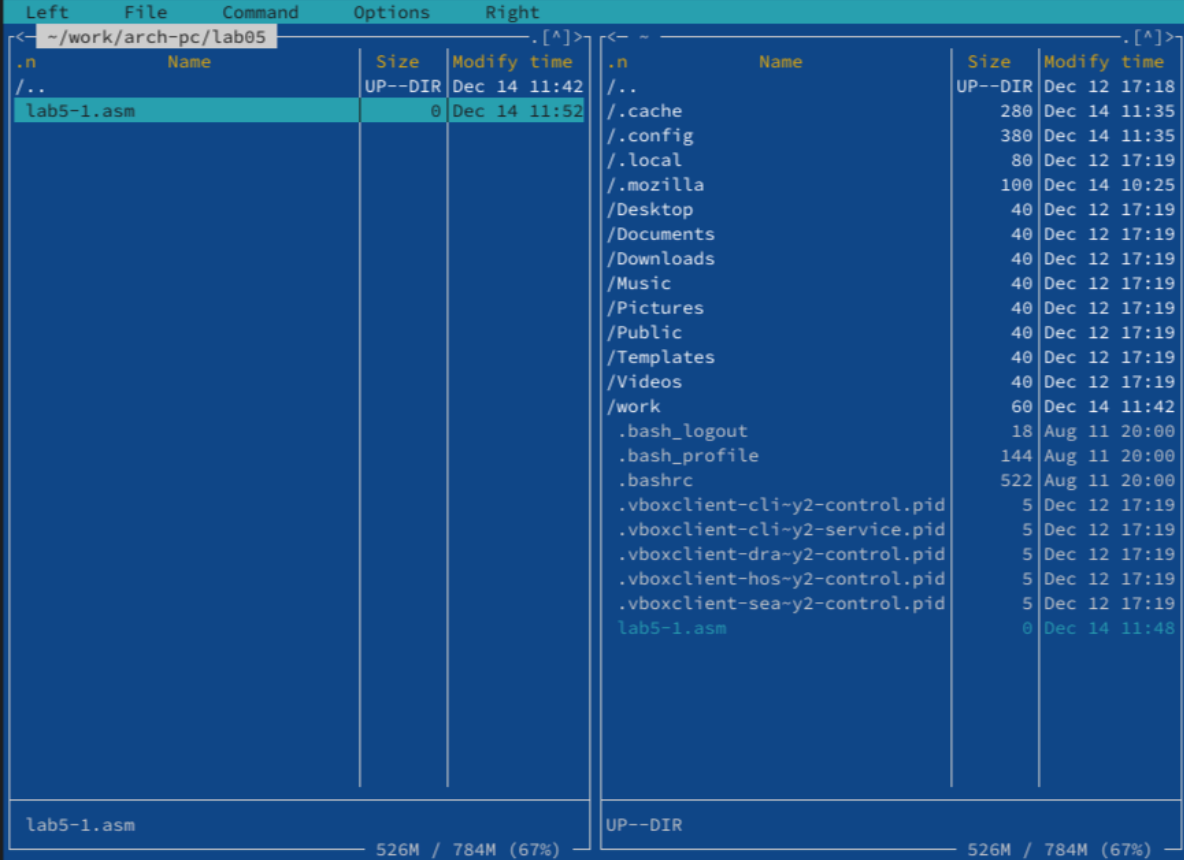 Left File Command Options Right
<─ ~/work/arch-pc/lab05 ─.[^]>
.n Name Size Modify time
/.. UP--DIR Dec 14 11:42
lab5-1.asm 0 Dec 14 11:52
lab5-1.asm
526M / 784M (67%)
<─ ~ ─.[^]>
.n Name Size Modify time
/.. UP--DIR Dec 12 17:18
/.cache 280 Dec 14 11:35
/.config 380 Dec 14 11:35
/.local 80 Dec 12 17:19
/.mozilla 100 Dec 14 10:25
/Desktop 40 Dec 12 17:19
/Documents 40 Dec 12 17:19
/Downloads 40 Dec 12 17:19
/Music 40 Dec 12 17:19
/Pictures 40 Dec 12 17:19
/Public 40 Dec 12 17:19
/Templates 40 Dec 12 17:19
/Videos 40 Dec 12 17:19
/work 60 Dec 14 11:42
.bash_logout 18 Aug 11 20:00
.bash_profile 144 Aug 11 20:00
.bashrc 522 Aug 11 20:00
.vboxclient-cli~y2-control.pid 5 Dec 12 17:19
.vboxclient-cli~y2-service.pid 5 Dec 12 17:19
.vboxclient-dra~y2-control.pid 5 Dec 12 17:19
.vboxclient-hos~y2-control.pid 5 Dec 12 17:19
.vboxclient-sea~y2-control.pid 5 Dec 12 17:19
lab5-1.asm 0 Dec 14 11:48
UP--DIR
526M / 784M (67%)